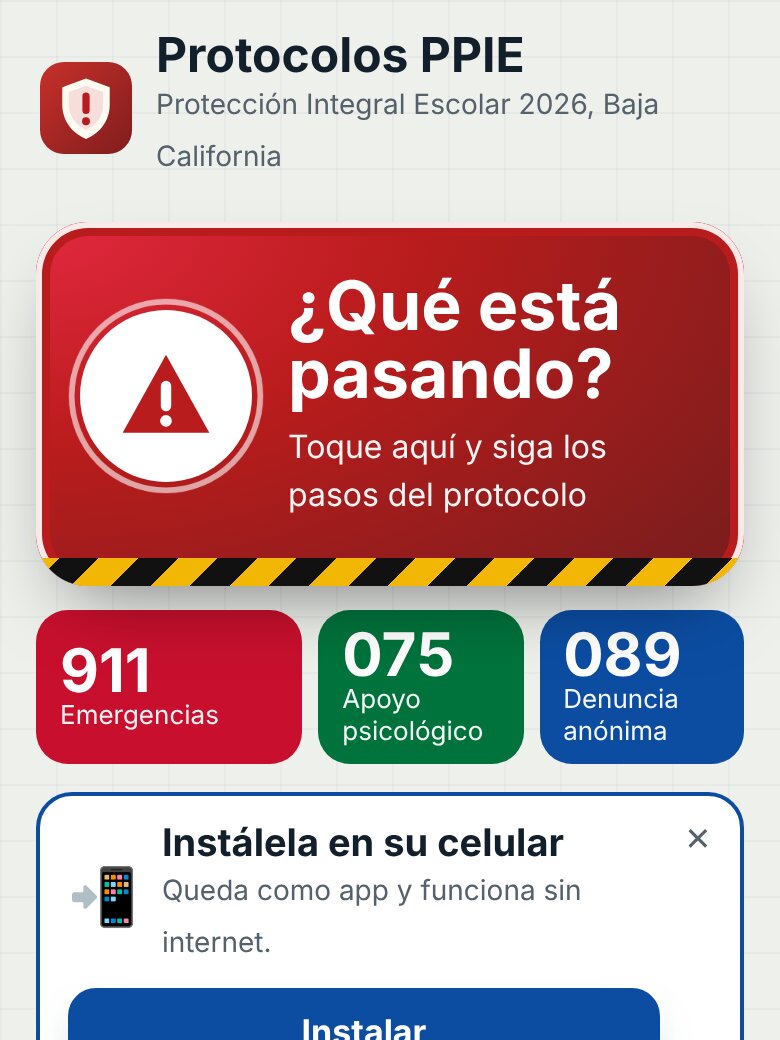 Protocolos PPIE
Protección Integral Escolar 2026, Baja
California
¿Qué está
pasando?
Toque aquí y siga los
pasos del protocolo
911
Emergencias
075
Apoyo
psicológico
089
Denuncia
anónima
Instálela en su celular
✕
Queda como app y funciona sin
internet.
Instalar